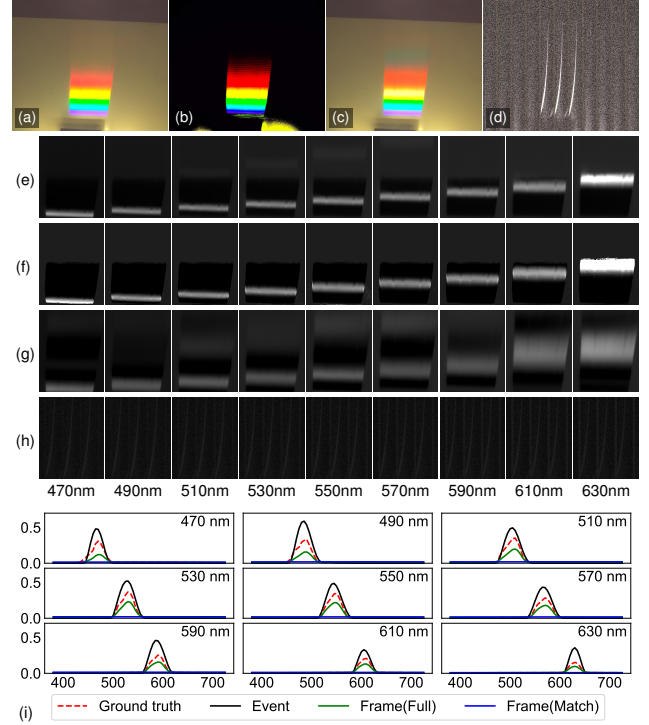 (a) (b) (c) (d)
(e)
(f)
(g)
(h)
470nm 490nm 510nm 530nm 550nm 570nm 590nm 610nm 630nm
0.5 470 nm 490 nm 510 nm
0.0
0.5 530 nm 550 nm 570 nm
0.0
0.5 590 nm 610 nm 630 nm
0.0
400 500 600 700 400 500 600 700 400 500 600 700
(i) Ground truth Event Frame(Full) Frame(Match)